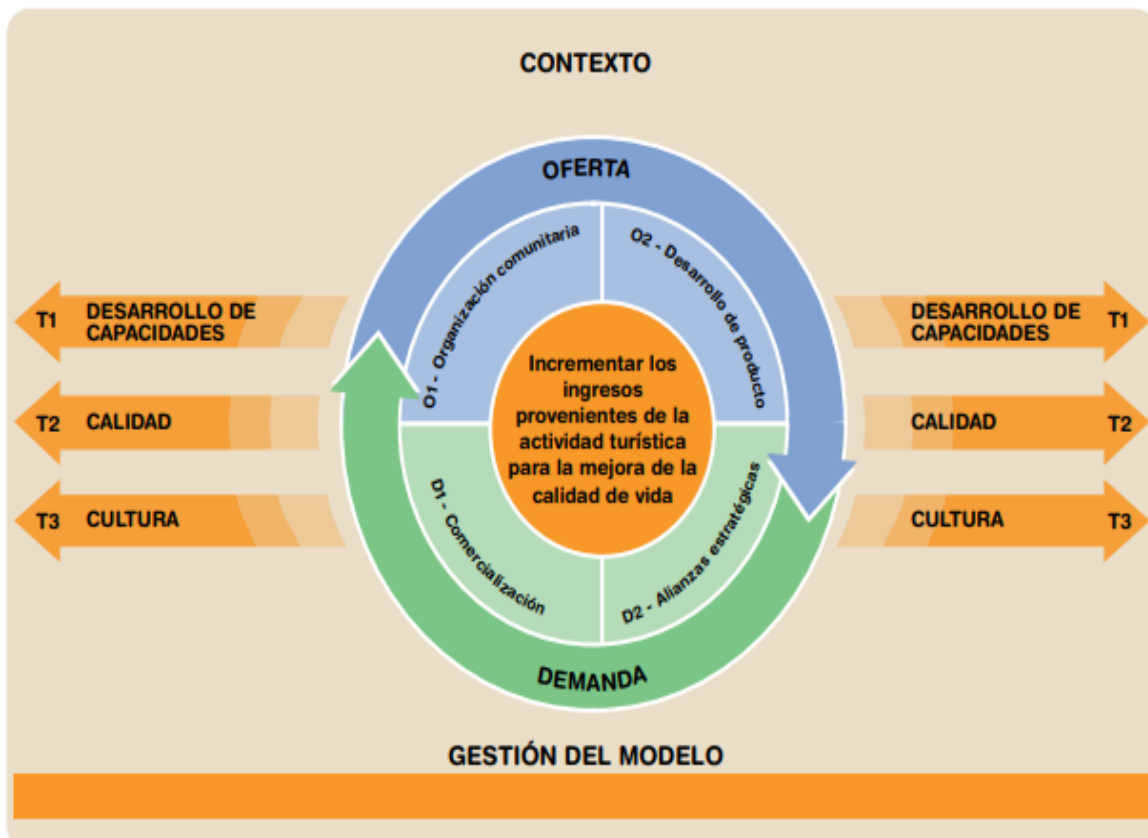 CONTEXTO
OFERTA
O1 - Organización comunitaria
O2 - Desarrollo de producto
T1 DESARROLLO DE
CAPACIDADES
T2 CALIDAD
T3 CULTURA
Incrementar los
ingresos
provenientes de la
actividad turística
para la mejora de la
calidad de vida
DESARROLLO DE
CAPACIDADES T1
CALIDAD T2
CULTURA T3
D1 - Comercialización
D2 - Alianzas estratégicas
DEMANDA
GESTIÓN DEL MODELO